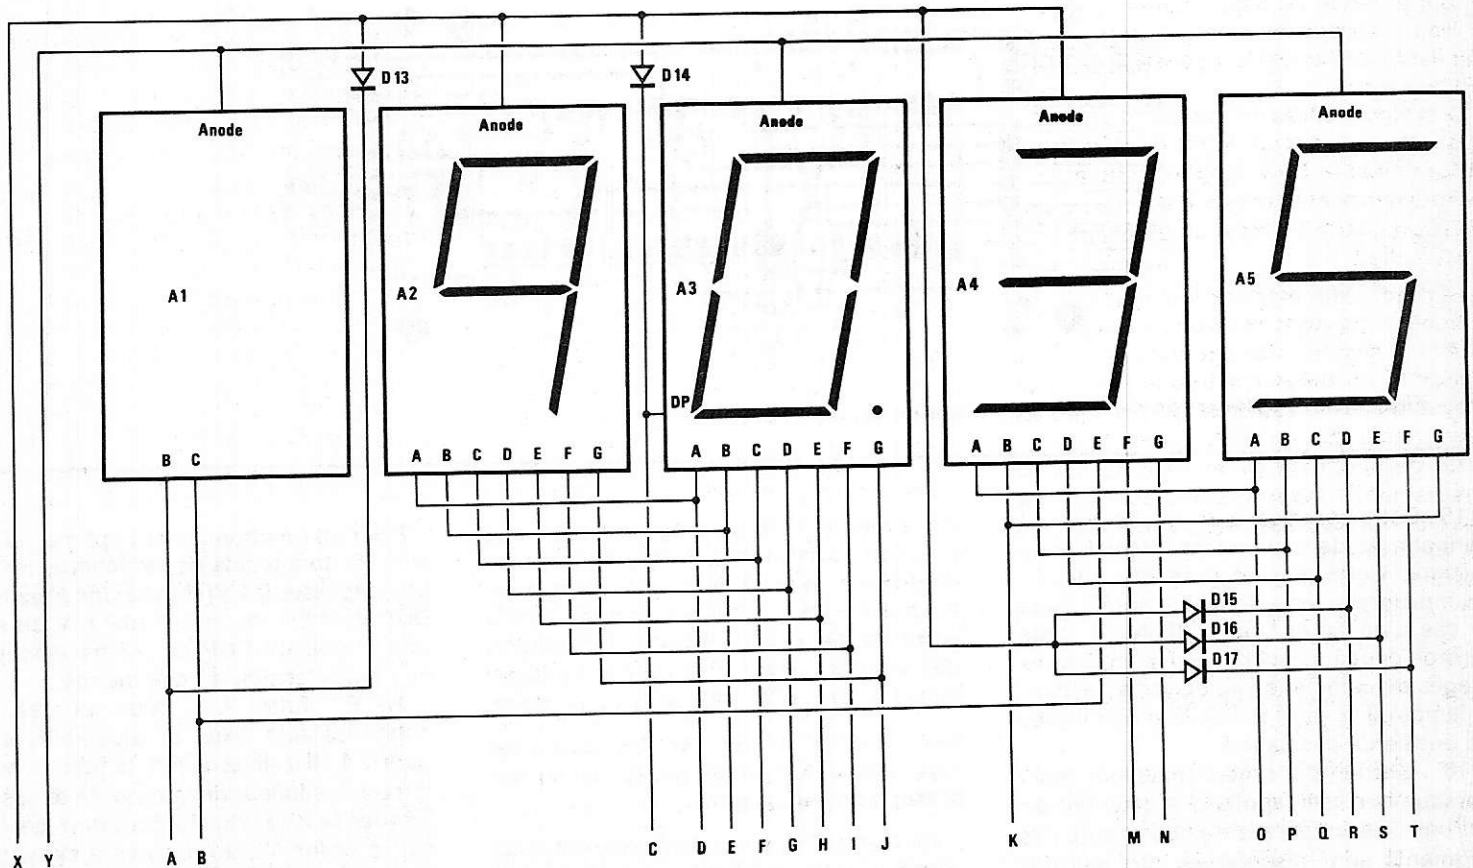 D13
D14
Anode
Anode
Anode
Anode
Anode
A1
A2
A3
A4
A5
DP
B C
A B C D E F G
A B C D E F G
A B C D E F G
A B C D E F G
D15
D16
D17
X Y A B C D E F G H I J K M N O P Q R S T